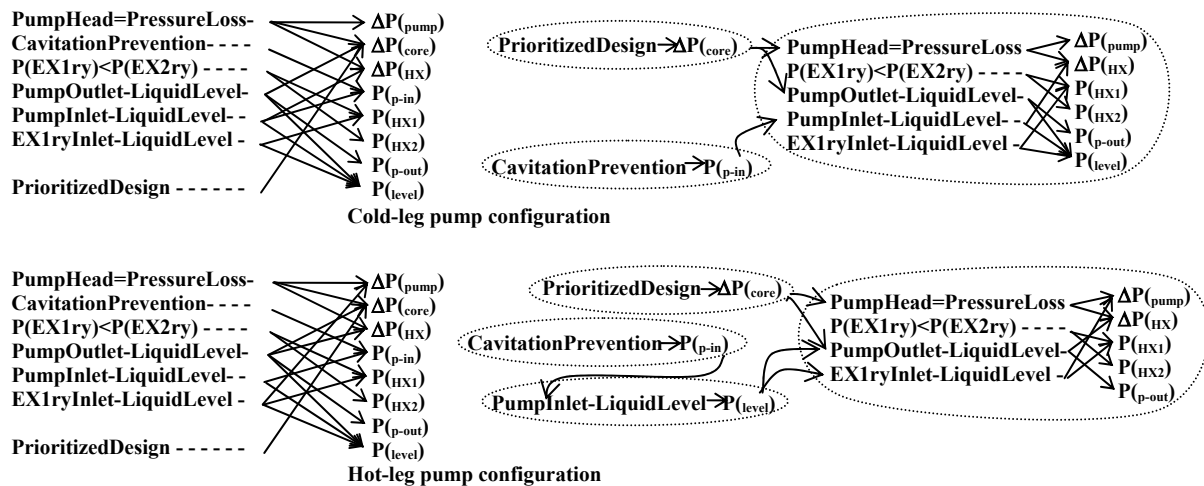 PumpHead=PressureLoss-
CavitationPrevention- - - -
P(EX1ry)<P(EX2ry) - - - -
PumpOutlet-LiquidLevel-
PumpInlet-LiquidLevel- -
EX1ryInlet-LiquidLevel -
PrioritizedDesign - - - - - -
ΔP(pump)
ΔP(core)
ΔP(HX)
P(p-in)
P(HX1)
P(HX2)
P(p-out)
P(level)
PrioritizedDesign ΔP(core)
CavitationPrevention P(p-in)
PumpHead=PressureLoss
P(EX1ry)<P(EX2ry) - - - -
PumpOutlet-LiquidLevel-
PumpInlet-LiquidLevel- -
EX1ryInlet-LiquidLevel -
ΔP(pump)
ΔP(HX)
P(HX1)
P(HX2)
P(p-out)
P(level)
Cold-leg pump configuration
PumpHead=PressureLoss-
CavitationPrevention- - - -
P(EX1ry)<P(EX2ry) - - - -
PumpOutlet-LiquidLevel-
PumpInlet-LiquidLevel- -
EX1ryInlet-LiquidLevel -
PrioritizedDesign - - - - - -
ΔP(pump)
ΔP(core)
ΔP(HX)
P(p-in)
P(HX1)
P(HX2)
P(p-out)
P(level)
PrioritizedDesign ΔP(core)
CavitationPrevention P(p-in)
PumpInlet-LiquidLevel P(level)
PumpHead=PressureLoss
P(EX1ry)<P(EX2ry) - - - -
PumpOutlet-LiquidLevel-
EX1ryInlet-LiquidLevel -
ΔP(pump)
ΔP(HX)
P(HX1)
P(HX2)
P(p-out)
Hot-leg pump configuration